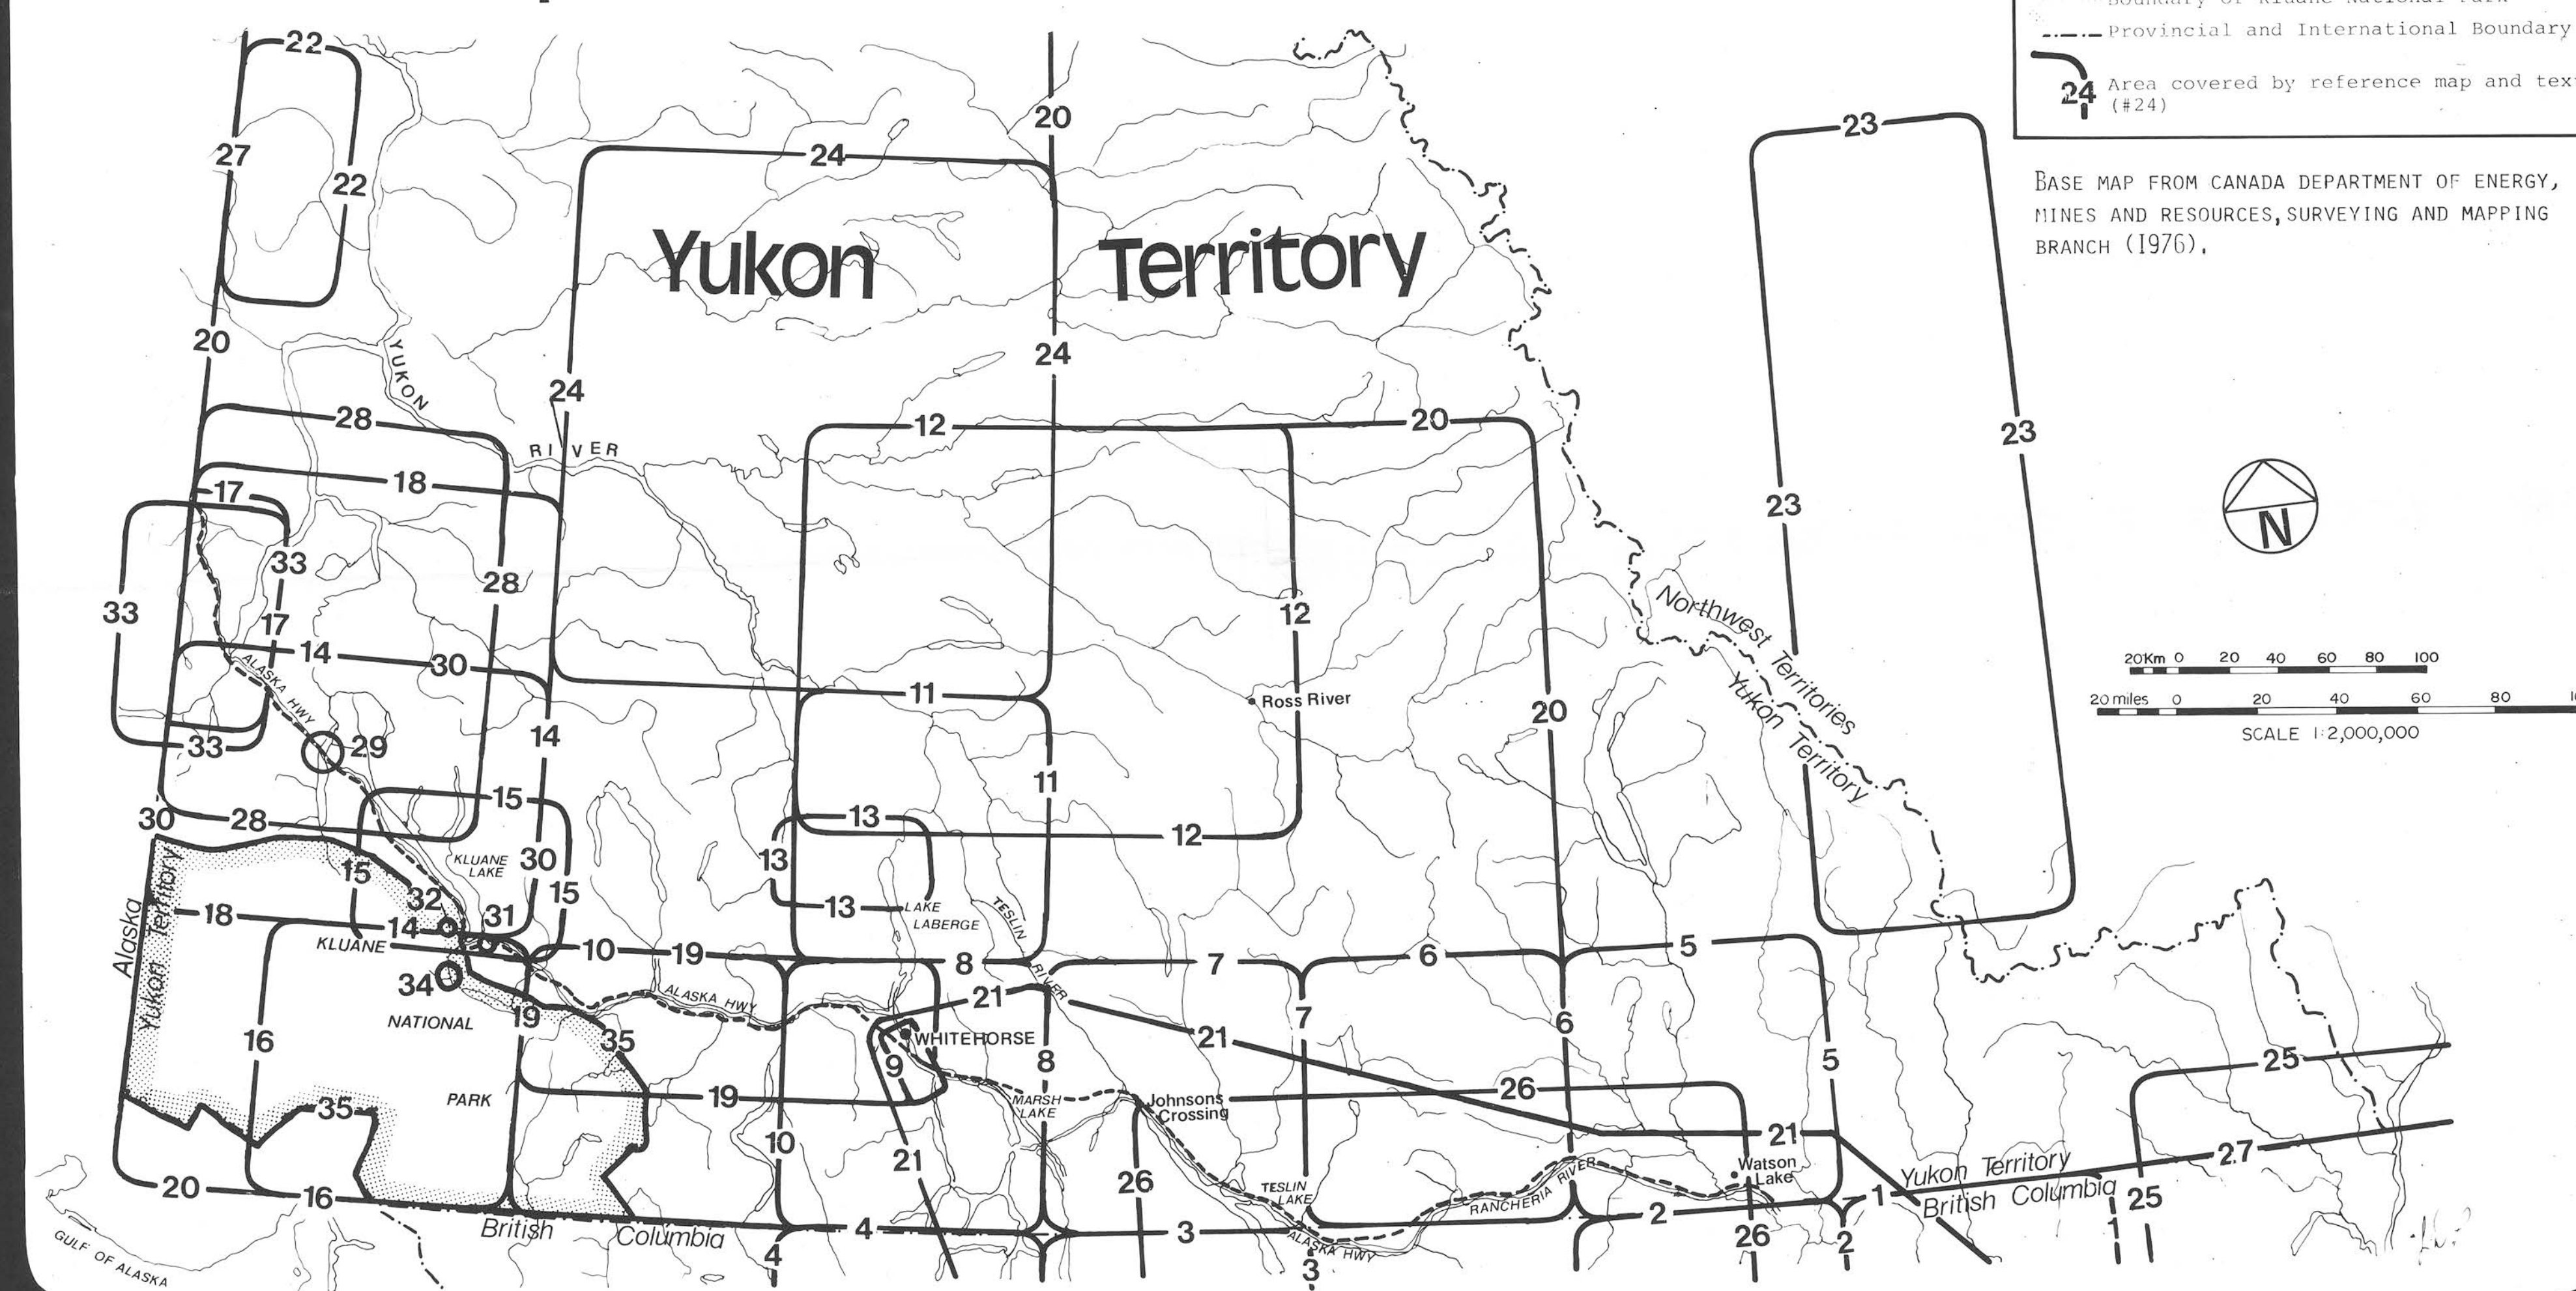 Boundary of Kluane National Park
Provincial and International Boundary
24
Area covered by reference map and tex
(#24)
BASE MAP FROM CANADA DEPARTMENT OF ENERGY,
MINES AND RESOURCES, SURVEYING AND MAPPING
BRANCH (1976).
N
20 Km 0 20 40 60 80 100
20 miles 0 20 40 60 80
SCALE 1:2,000,000
22
20
23
27
24
22
Yukon Territory
20
24
YUKON
24
28
12
20
23
RIVER
18
17
23
33
28
33
12
17
14
30
Northwest Territories
Yukon Territory
ALASKA HWY
11
Ross River
20
14
33
29
11
15
30
28
13
12
13
KLUANE
LAKE
30
15
15
32
18
14
31
13
LAKE
LABERGE
TESLIN
RIVER
Alaska
Yukon Territory
KLUANE
10
19
8
7
6
5
34
ALASKA HWY
21
NATIONAL
19
35
16
WHITEHORSE
21
7
6
9
8
5
25
PARK
19
35
MARSH
LAKE
Johnsons
Crossing
26
10
21
21
27
20
16
26
TESLIN
LAKE
RANCHERIA RIVER
Watson
Lake
1
Yukon Territory
British Columbia
25
1
British Columbia
4
3
2
26
2
4
ALASKA HWY
3
GULF OF ALASKA